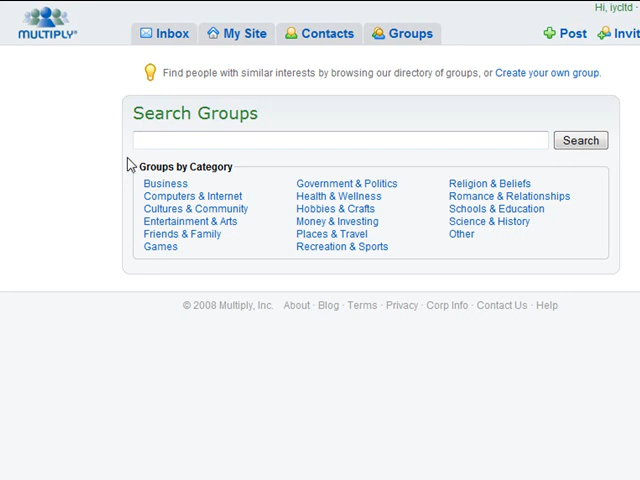 Hi, iycltd ·
MULTIPLY® Inbox My Site Contacts Groups Post Invit
Find people with similar interests by browsing our directory of groups, or Create your own group.
Search Groups
Search
Groups by Category
Business Government & Politics Religion & Beliefs
Computers & Internet Health & Wellness Romance & Relationships
Cultures & Community Hobbies & Crafts Schools & Education
Entertainment & Arts Money & Investing Science & History
Friends & Family Places & Travel Other
Games Recreation & Sports
© 2008 Multiply, Inc. About · Blog · Terms · Privacy · Corp Info · Contact Us · Help